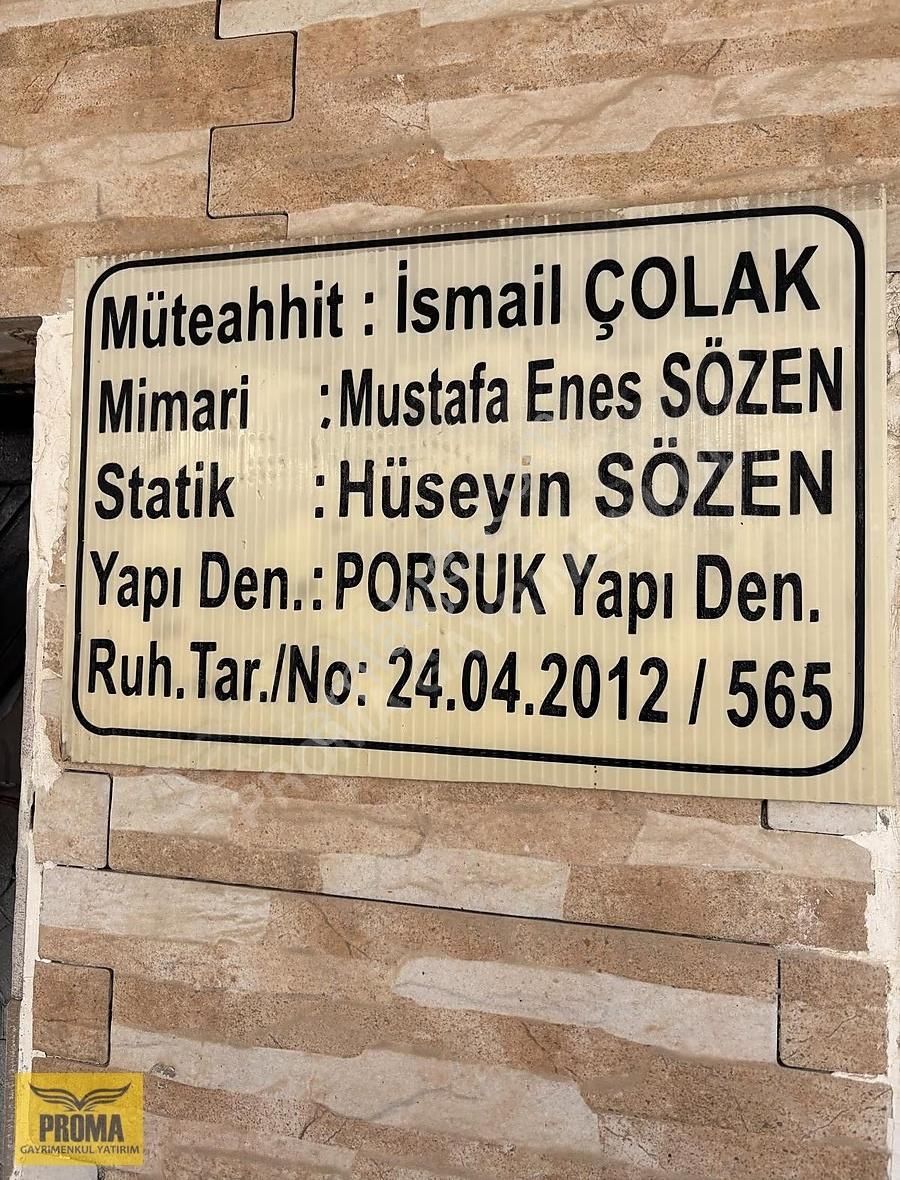 Müteahhit : İsmail ÇOLAK
Mimari : Mustafa Enes SÖZEN
Statik : Hüseyin SÖZEN
Yapı Den.: PORSUK Yapı Den.
Ruh.Tar./No: 24.04.2012 / 565
PROMA
GAYRİMENKUL YATIRIM